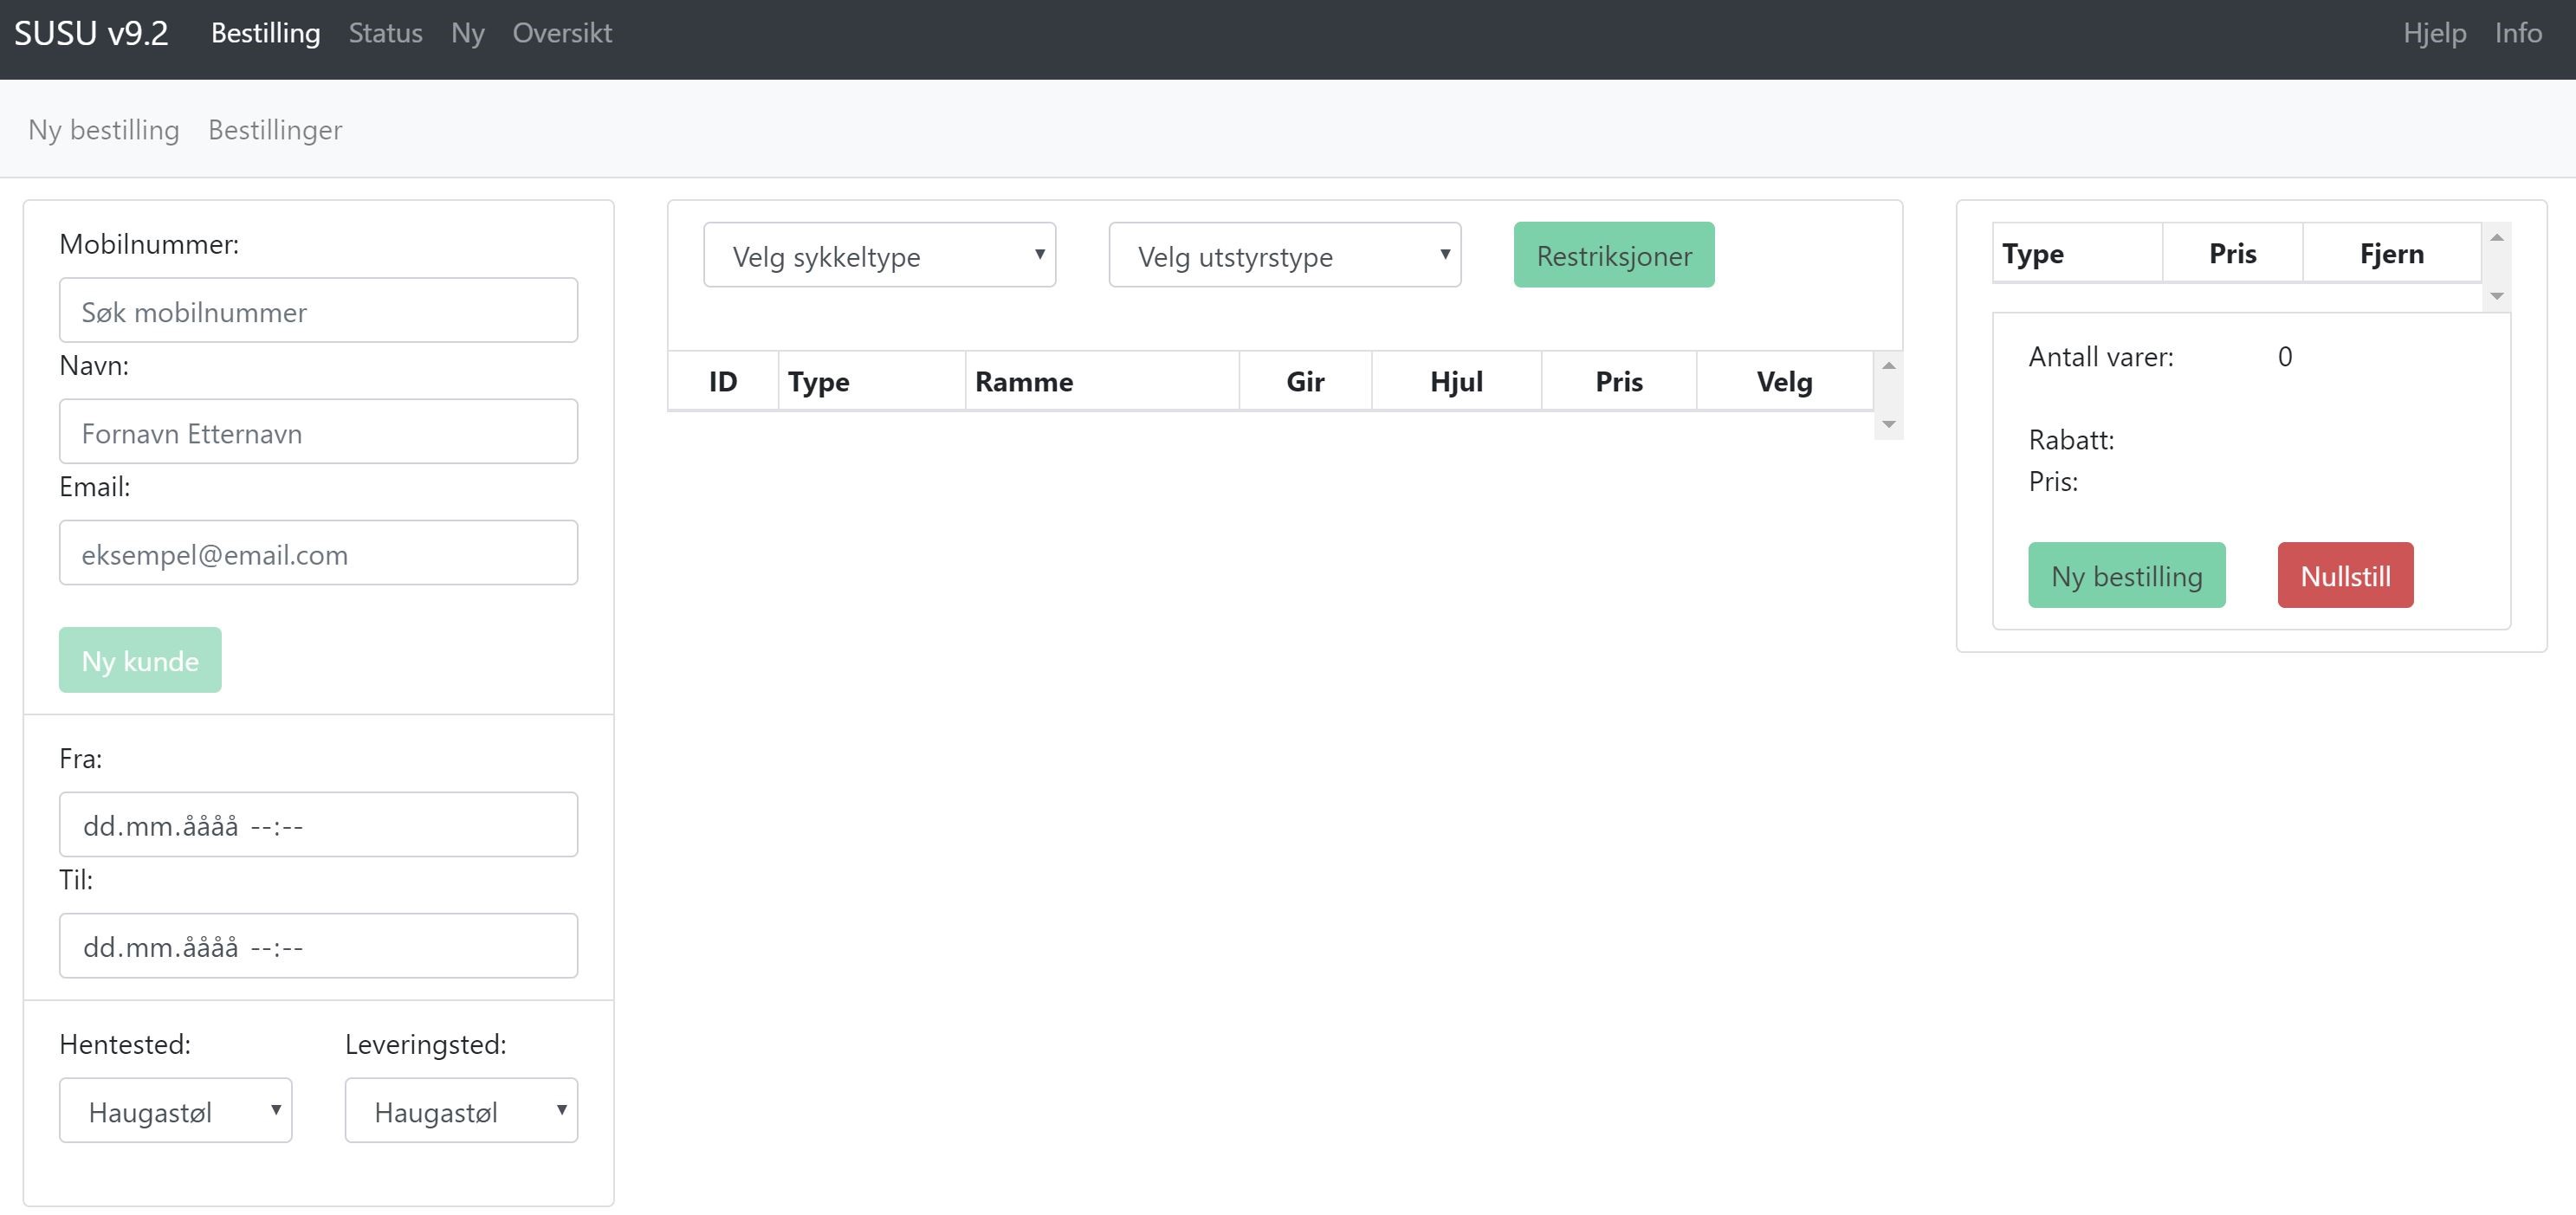 SUSU v9.2 Bestilling Status Ny Oversikt Hjelp Info
Ny bestilling Bestillinger
Mobilnummer:
Søk mobilnummer
Navn:
Fornavn Etternavn
Email:
eksempel@email.com
Ny kunde
Fra:
dd.mm.åååå --:--
Til:
dd.mm.åååå --:--
Hentested: Leveringsted:
Haugastøl Haugastøl
Velg sykkeltype Velg utstyrstype Restriksjoner
ID Type Ramme Gir Hjul Pris Velg
Type Pris Fjern
Antall varer: 0
Rabatt:
Pris:
Ny bestilling Nullstill